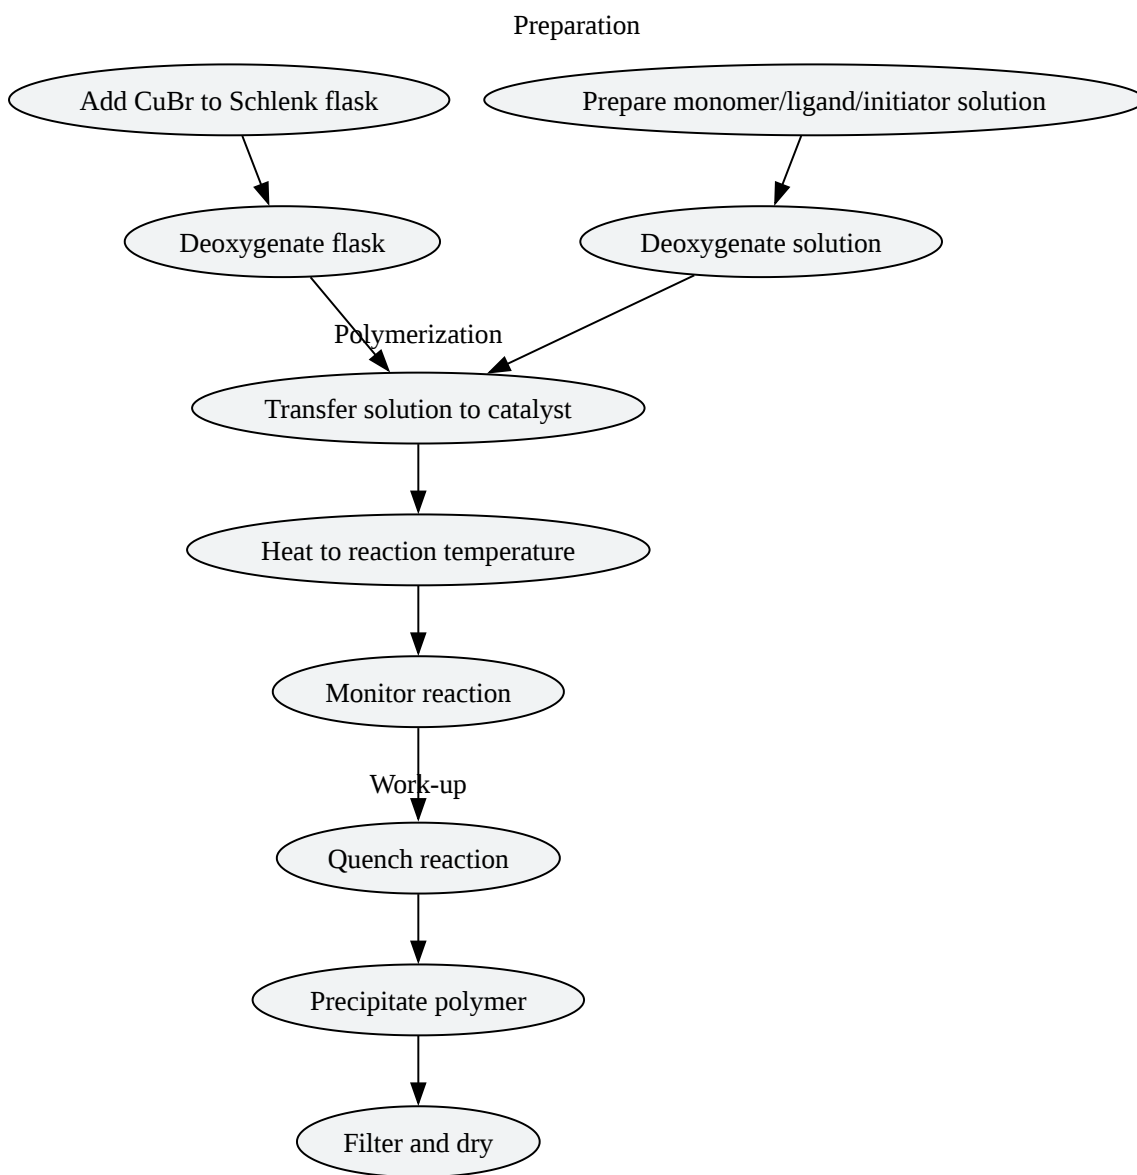 Preparation
Add CuBr to Schlenk flask
Prepare monomer/ligand/initiator solution
Deoxygenate flask
Deoxygenate solution
Polymerization
Transfer solution to catalyst
Heat to reaction temperature
Monitor reaction
Work-up
Quench reaction
Precipitate polymer
Filter and dry